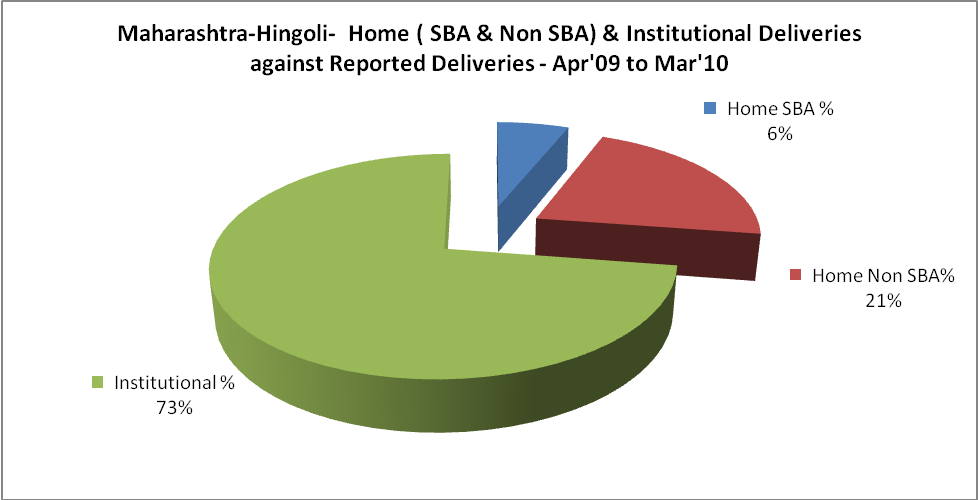 Maharashtra-Hingoli-  Home ( SBA & Non SBA) & Institutional Deliveries
against Reported Deliveries - Apr'09 to Mar'10
Home SBA %
6%
Home Non SBA%
21%
Institutional %
73%